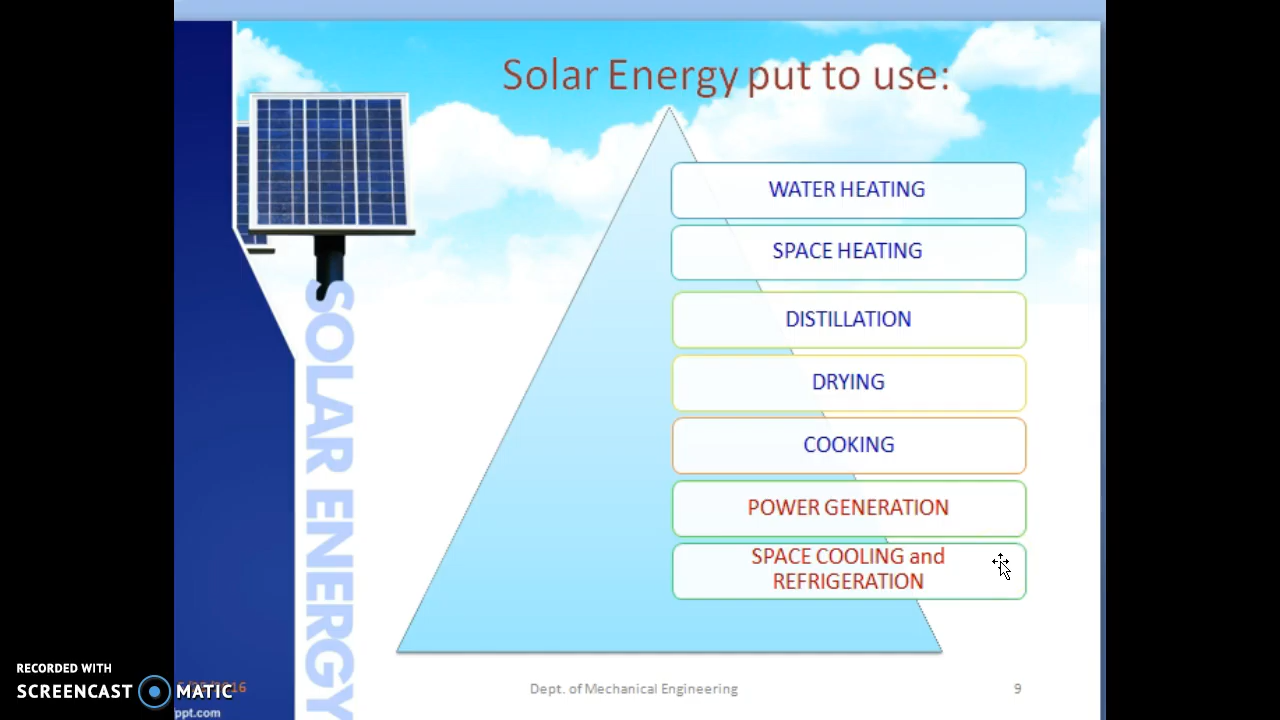 Solar Energy put to use:
WATER HEATING
SPACE HEATING
DISTILLATION
DRYING
COOKING
POWER GENERATION
SPACE COOLING and
REFRIGERATION
SOLAR ENERGY
RECORDED WITH
SCREENCAST MATIC
Dept. of Mechanical Engineering
9
ppt.com